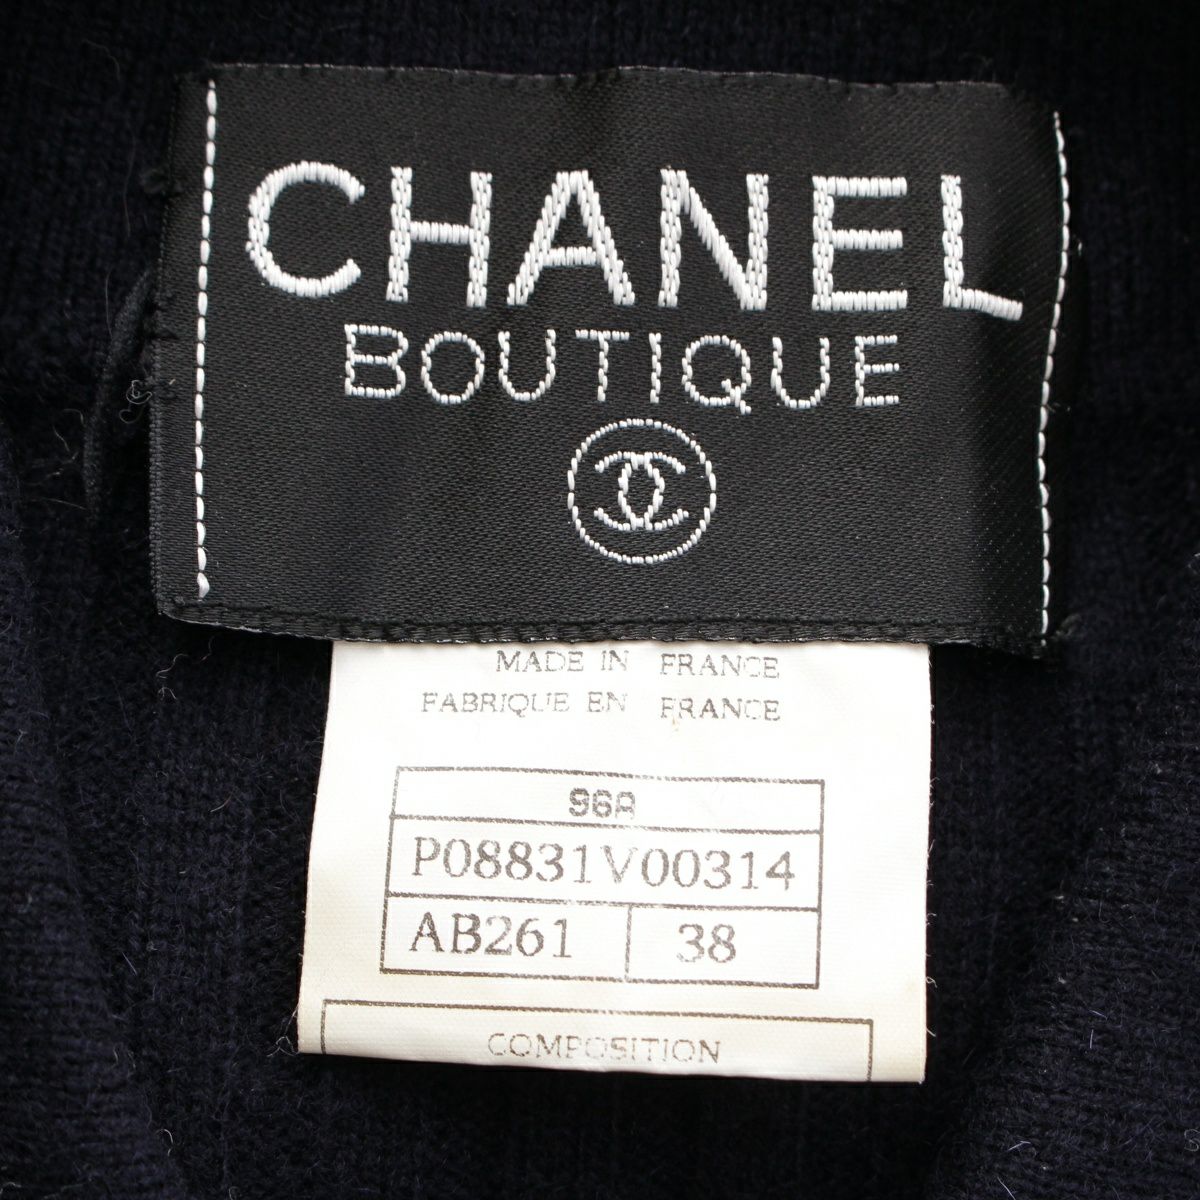 CHANEL
BOUTIQUE
MADE IN FRANCE
FABRIQUE EN FRANCE
96A
P08831V00314
AB261 38
COMPOSITION